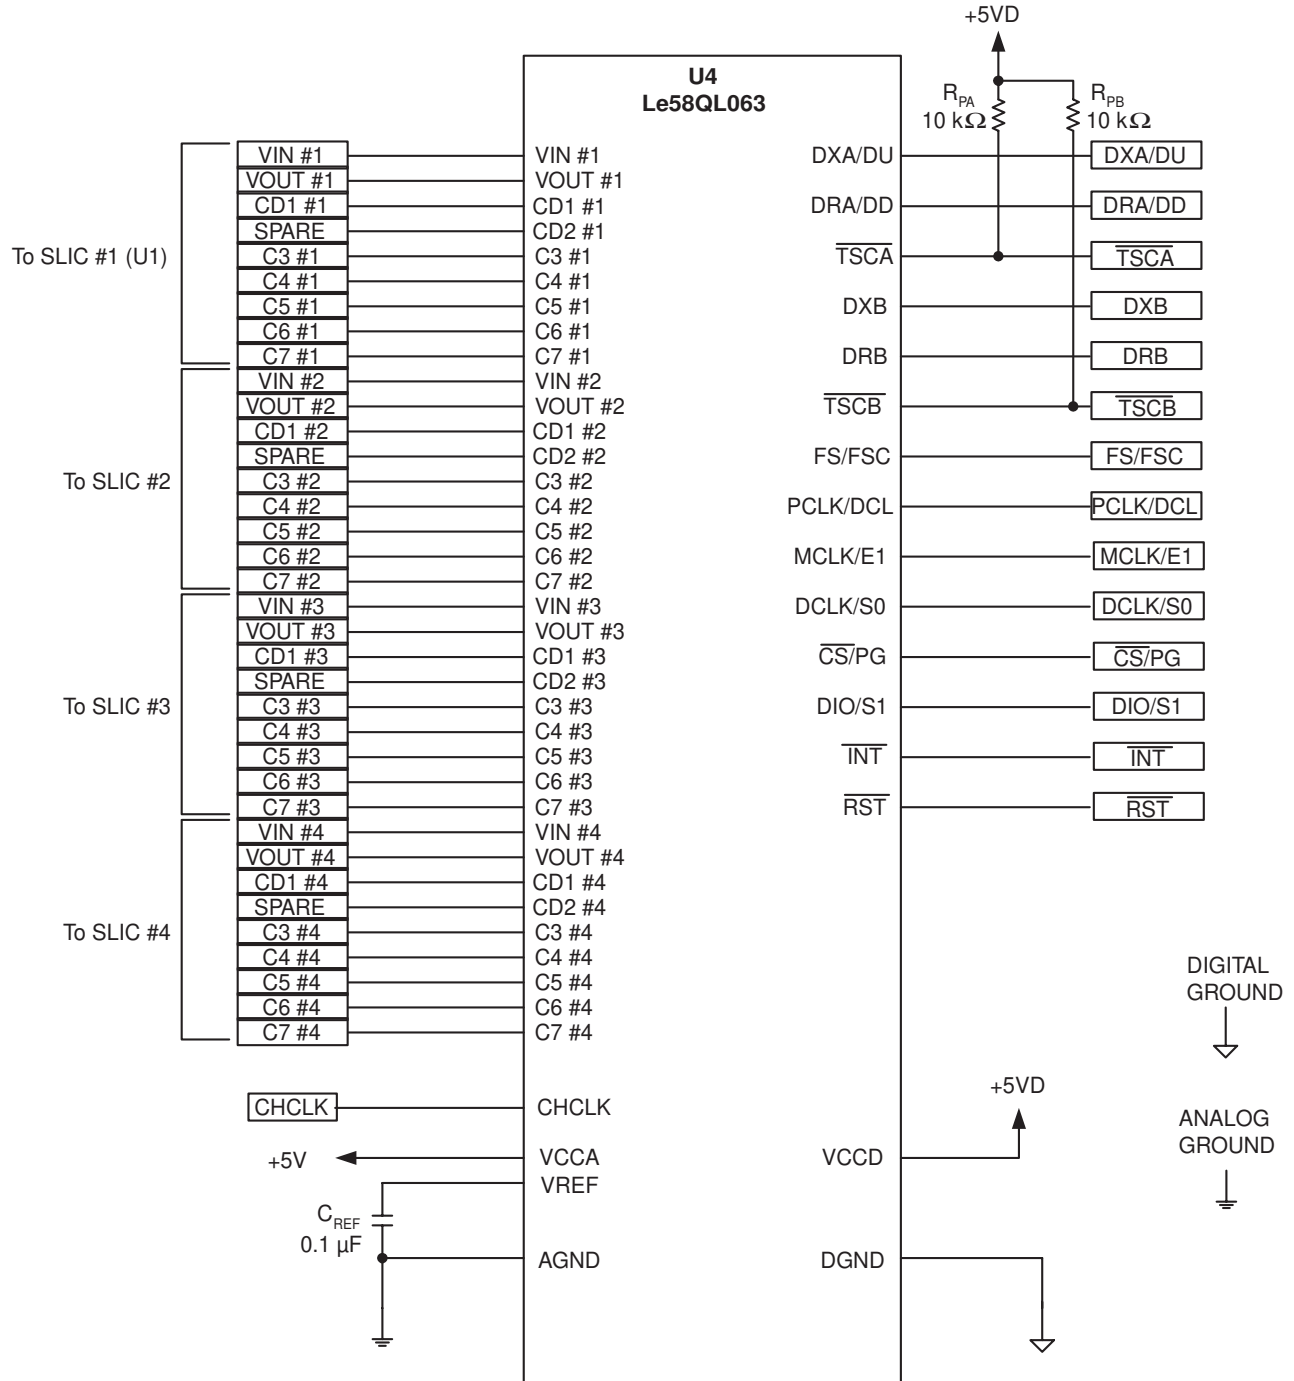 +5VD
U4
Le58QL063
R_PA
10 kΩ
R_PB
10 kΩ
To SLIC #1 (U1)
VIN #1 VIN #1
VOUT #1 VOUT #1
CD1 #1 CD1 #1
SPARE CD2 #1
C3 #1 C3 #1
C4 #1 C4 #1
C5 #1 C5 #1
C6 #1 C6 #1
C7 #1 C7 #1
To SLIC #2
VIN #2 VIN #2
VOUT #2 VOUT #2
CD1 #2 CD1 #2
SPARE CD2 #2
C3 #2 C3 #2
C4 #2 C4 #2
C5 #2 C5 #2
C6 #2 C6 #2
C7 #2 C7 #2
To SLIC #3
VIN #3 VIN #3
VOUT #3 VOUT #3
CD1 #3 CD1 #3
SPARE CD2 #3
C3 #3 C3 #3
C4 #3 C4 #3
C5 #3 C5 #3
C6 #3 C6 #3
C7 #3 C7 #3
To SLIC #4
VIN #4 VIN #4
VOUT #4 VOUT #4
CD1 #4 CD1 #4
SPARE CD2 #4
C3 #4 C3 #4
C4 #4 C4 #4
C5 #4 C5 #4
C6 #4 C6 #4
C7 #4 C7 #4
CHCLK CHCLK
+5V VCCA
VREF
C_REF
0.1 µF
AGND
DXA/DU DXA/DU
DRA/DD DRA/DD
TSCA TSCA
DXB DXB
DRB DRB
TSCB TSCB
FS/FSC FS/FSC
PCLK/DCL PCLK/DCL
MCLK/E1 MCLK/E1
DCLK/S0 DCLK/S0
CS/PG CS/PG
DIO/S1 DIO/S1
INT INT
RST RST
+5VD
VCCD
DGND
DIGITAL
GROUND
ANALOG
GROUND